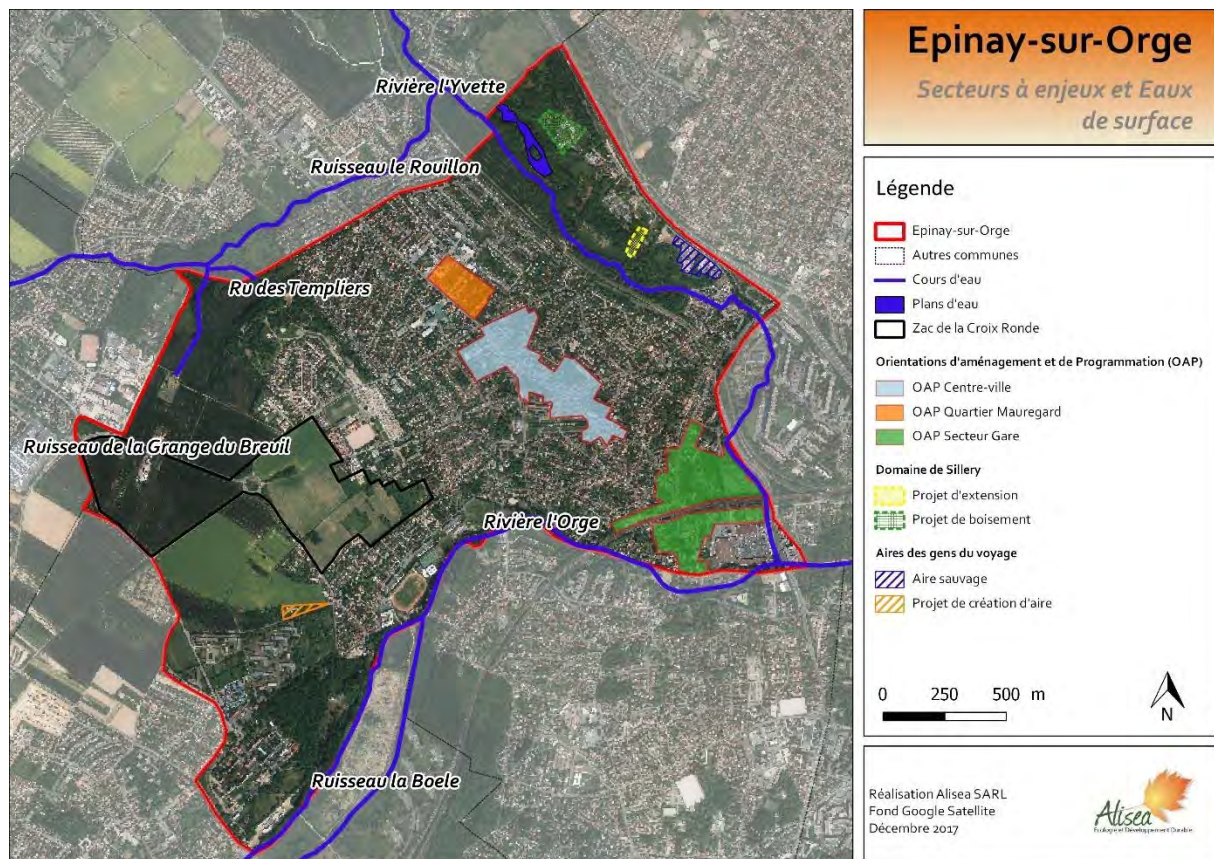 Rivière l'Yvette
Ruisseau le Rouillon
Ru des Templiers
Ruisseau de la Grange du Breuil
Rivière l'Orge
Ruisseau la Boele
Epinay-sur-Orge
Secteurs à enjeux et Eaux
de surface
Légende
Epinay-sur-Orge
Autres communes
Cours d'eau
Plans d'eau
Zac de la Croix Ronde
Orientations d'aménagement et de Programmation (OAP)
OAP Centre-ville
OAP Quartier Mauregard
OAP Secteur Gare
Domaine de Sillery
Projet d'extension
Projet de boisement
Aires des gens du voyage
Aire sauvage
Projet de création d'aire
0 250 500 m
N
Réalisation Alisea SARL
Fond Google Satellite
Décembre 2017
Alisea
Ecologie et Développement Durable